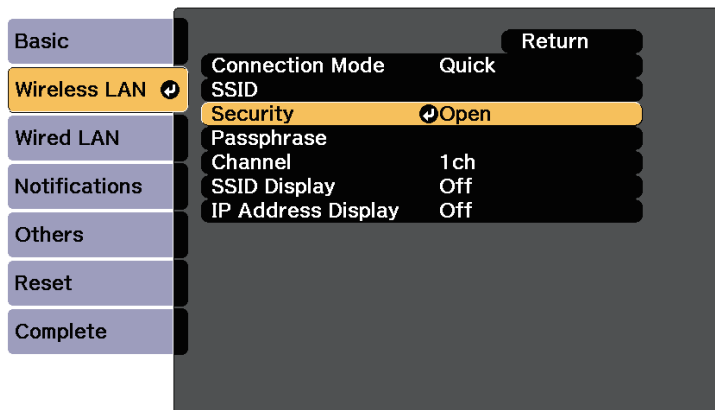 Basic
Wireless LAN
Wired LAN
Notifications
Others
Reset
Complete
Return
Connection Mode Quick
SSID
Security Open
Passphrase
Channel 1ch
SSID Display Off
IP Address Display Off